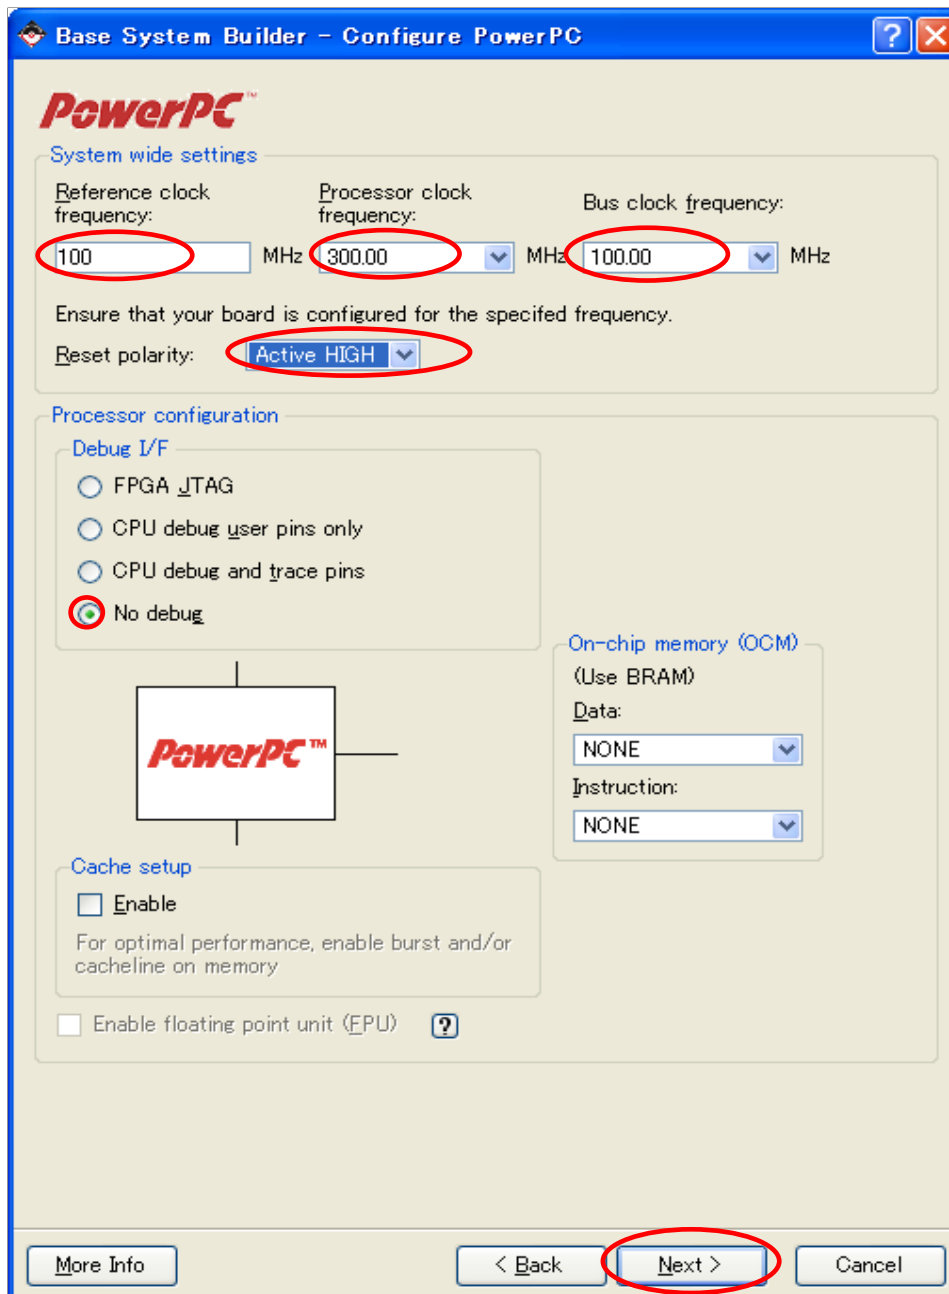 Base System Builder - Configure PowerPC
PowerPC™
System wide settings
Reference clock frequency:
Processor clock frequency:
Bus clock frequency:
100 MHz 300.00 MHz 100.00 MHz
Ensure that your board is configured for the specifed frequency.
Reset polarity: Active HIGH
Processor configuration
Debug I/F
FPGA JTAG
CPU debug user pins only
CPU debug and trace pins
No debug
On-chip memory (OCM)
(Use BRAM)
Data:
NONE
Instruction:
NONE
PowerPC™
Cache setup
Enable
For optimal performance, enable burst and/or
cacheline on memory
Enable floating point unit (FPU) ?
More Info < Back Next > Cancel